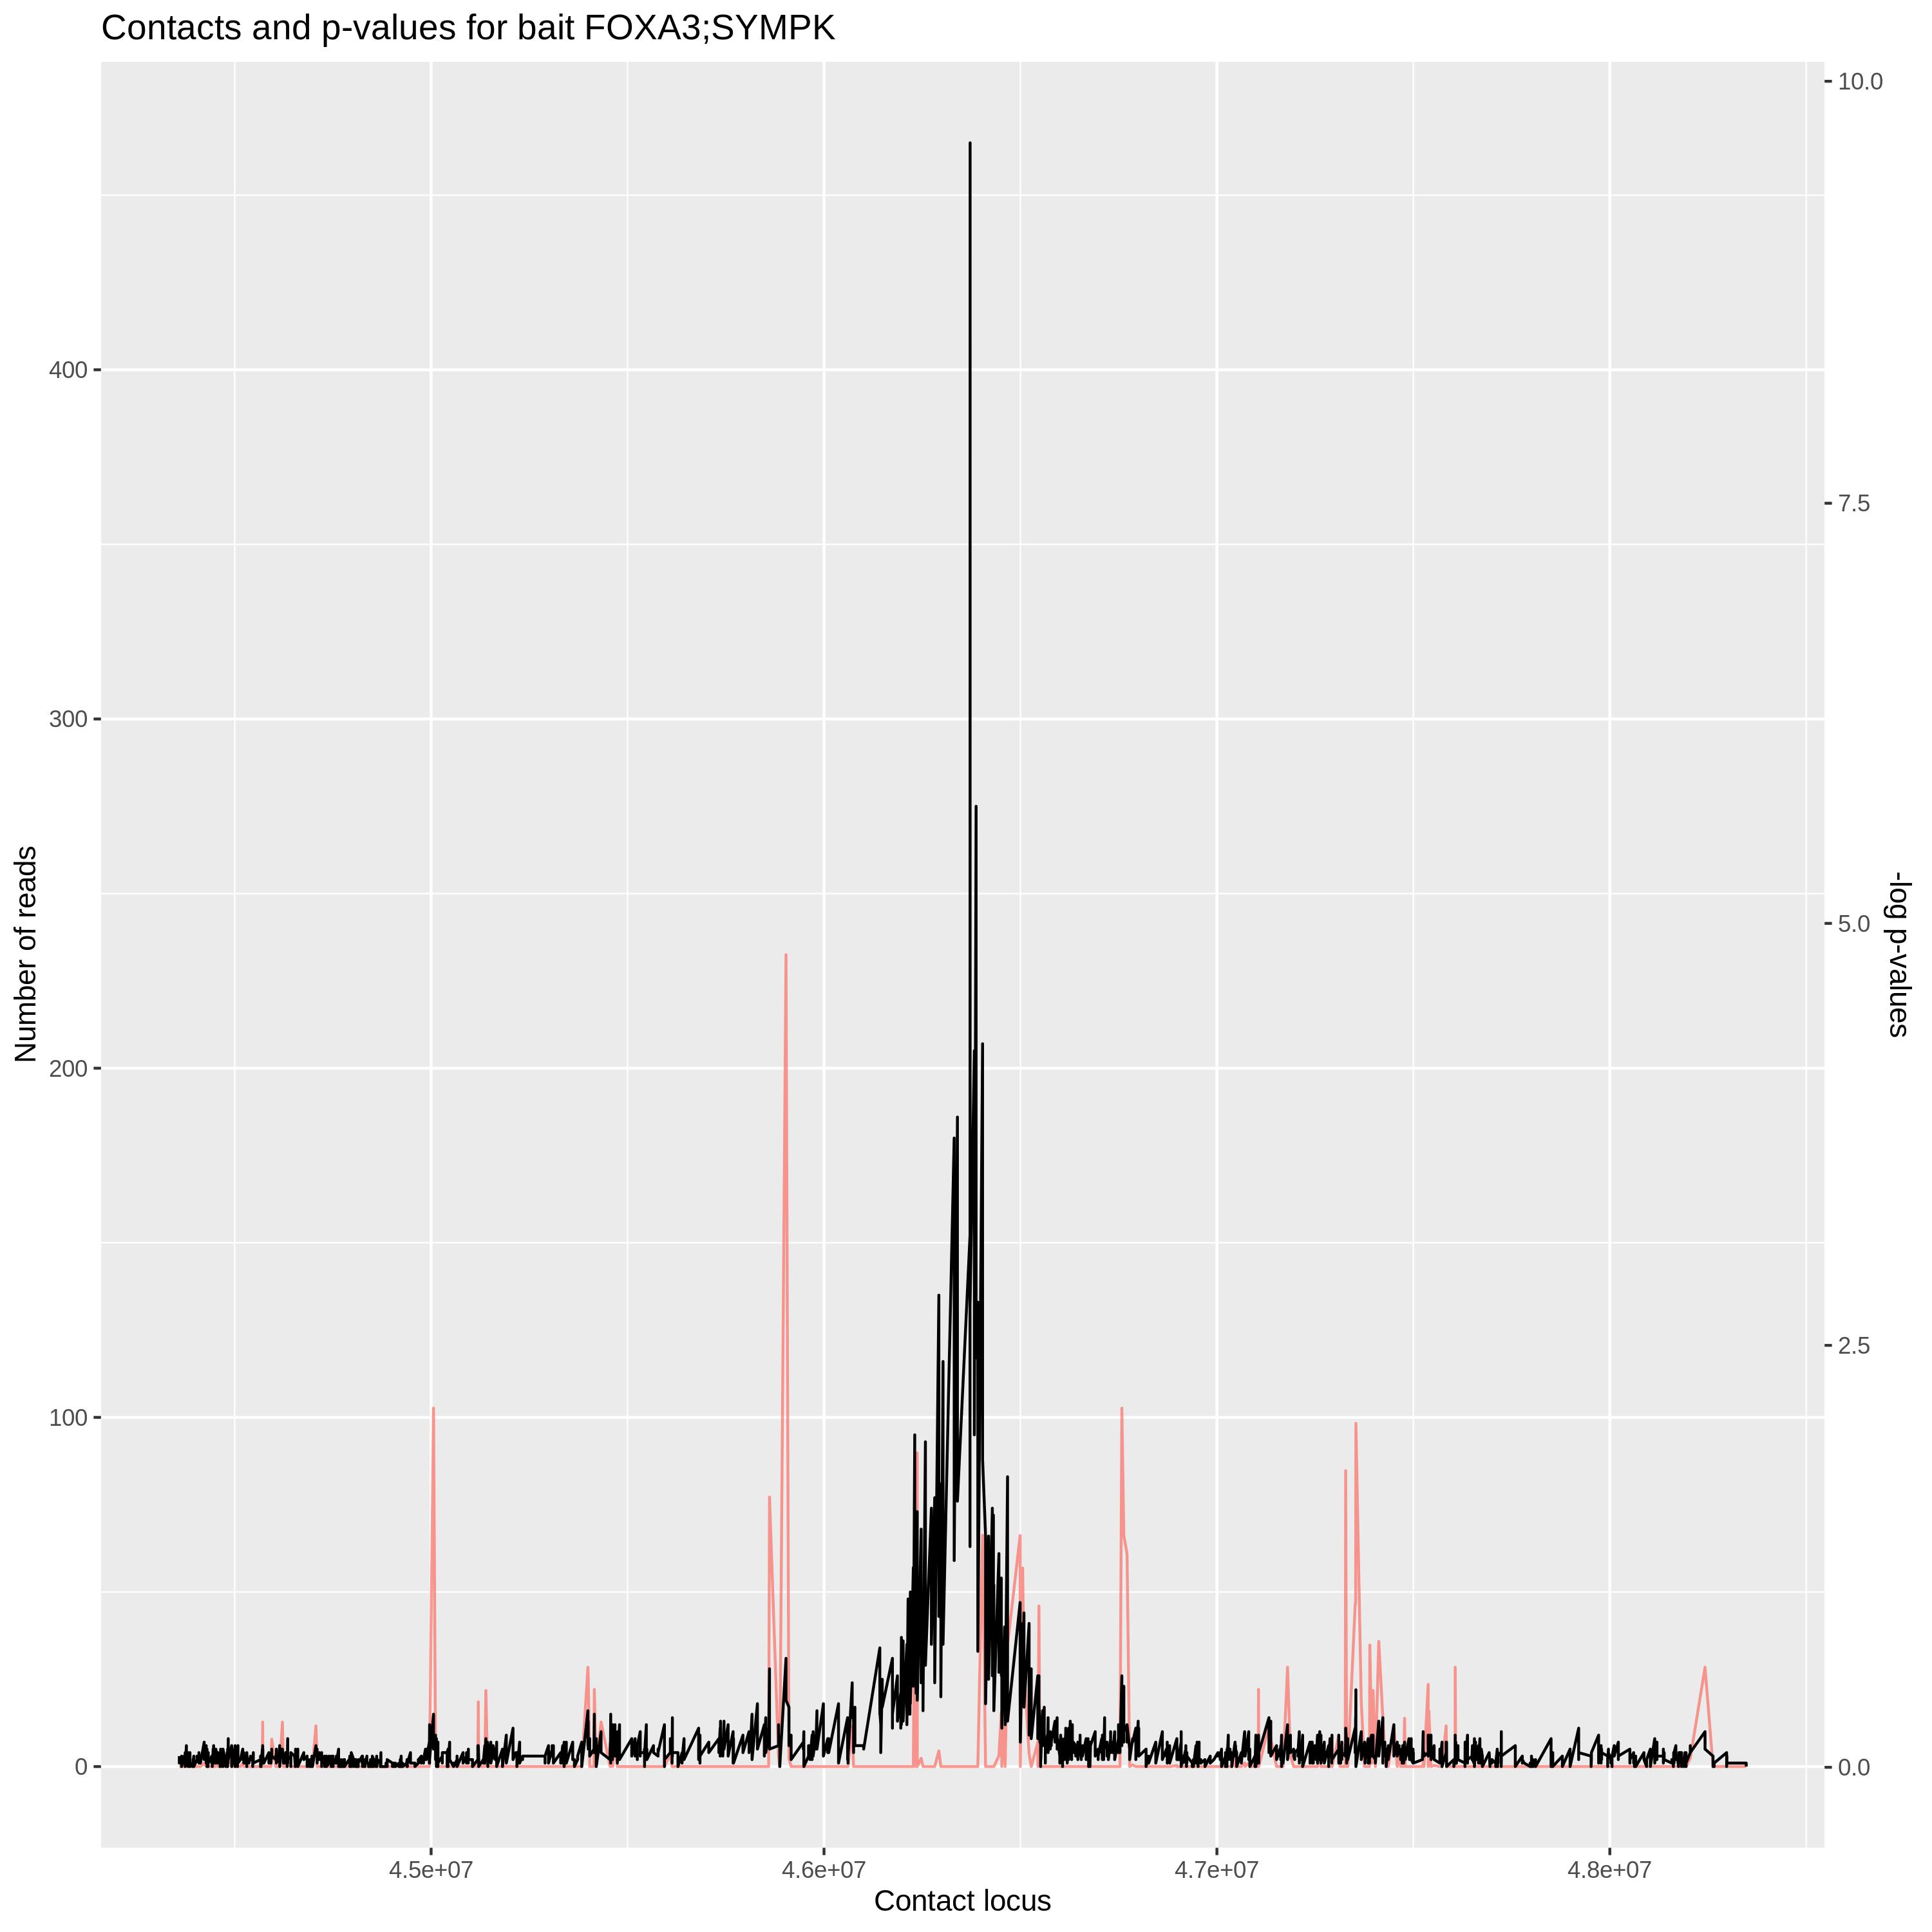 Contacts and p-values for bait FOXA3;SYMPK
10.0
400
7.5
300
5.0
200
2.5
100
0
0.0
Number of reads
-log p-values
4.5e+07 4.6e+07 4.7e+07 4.8e+07
Contact locus